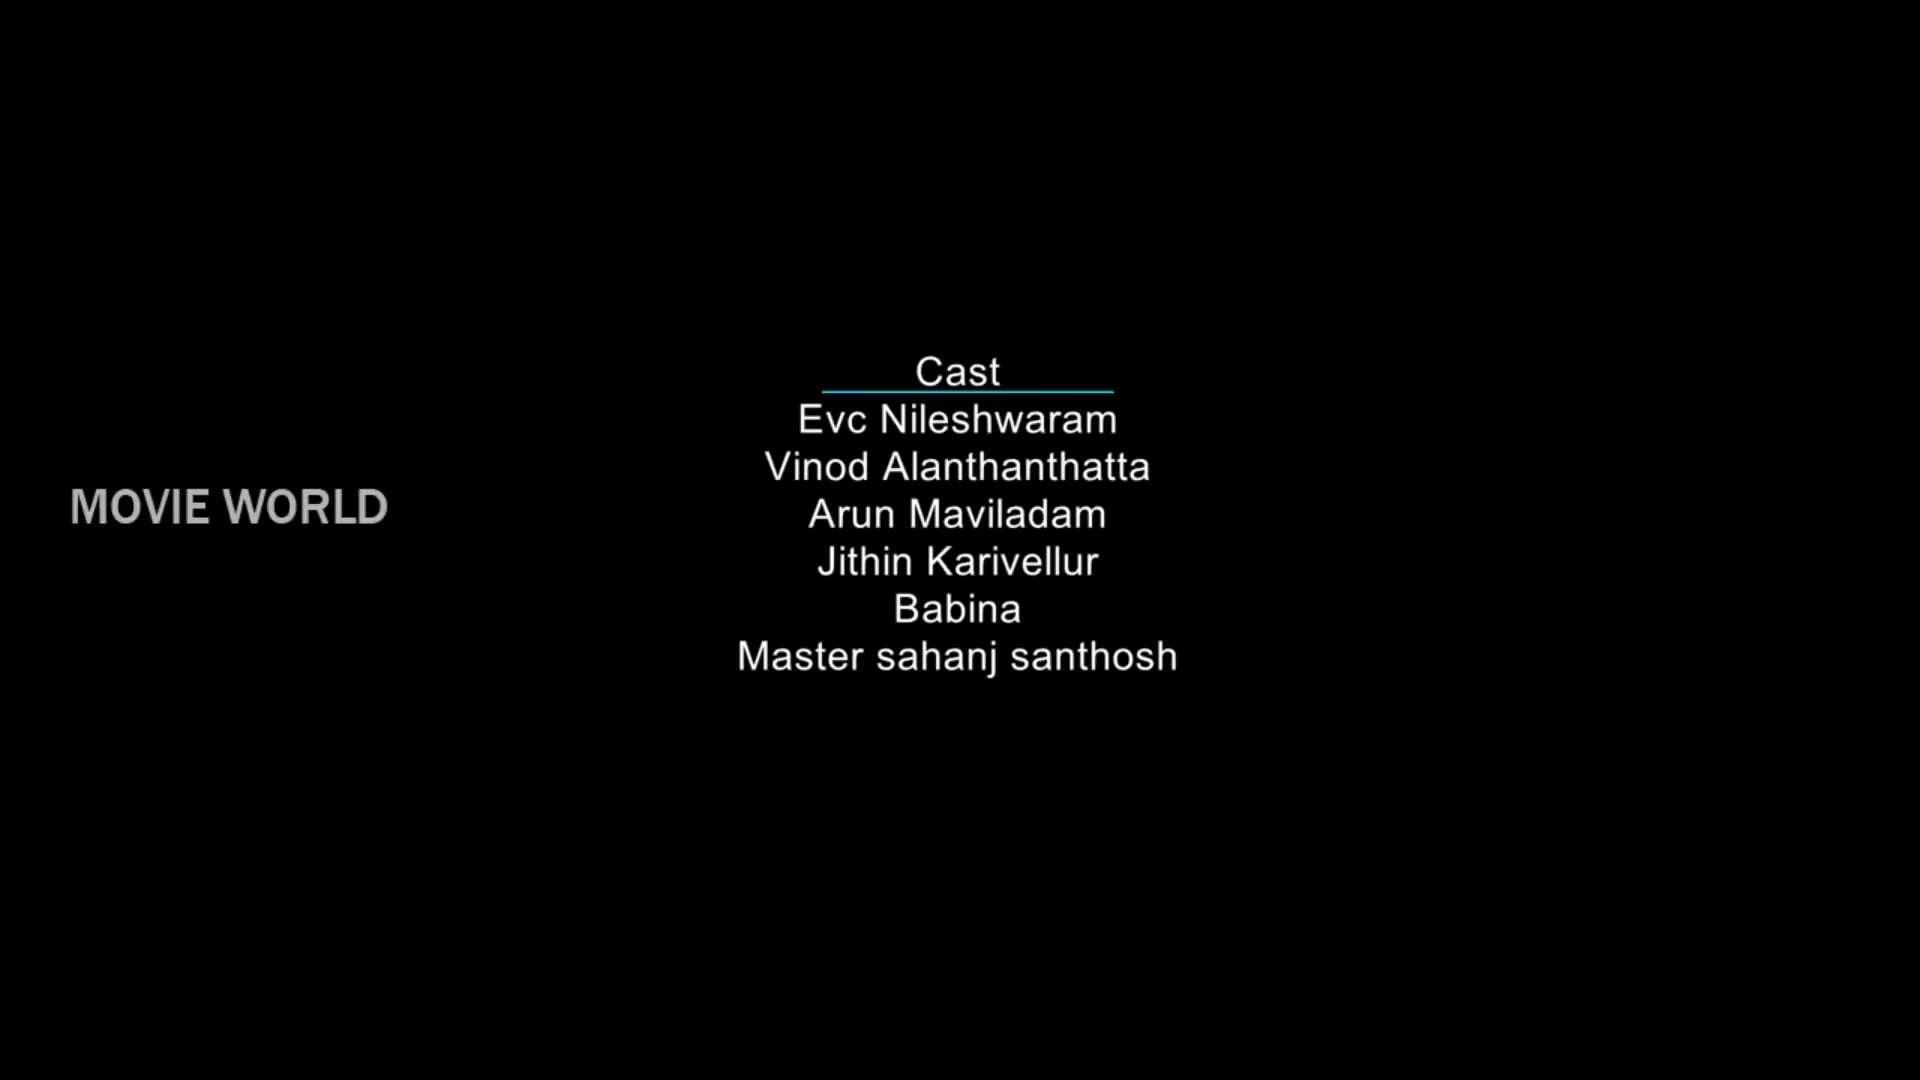 Cast
Evc Nileshwaram
Vinod Alanthanthatta
MOVIE WORLD
Arun Maviladam
Jithin Karivellur
Babina
Master sahanj santhosh